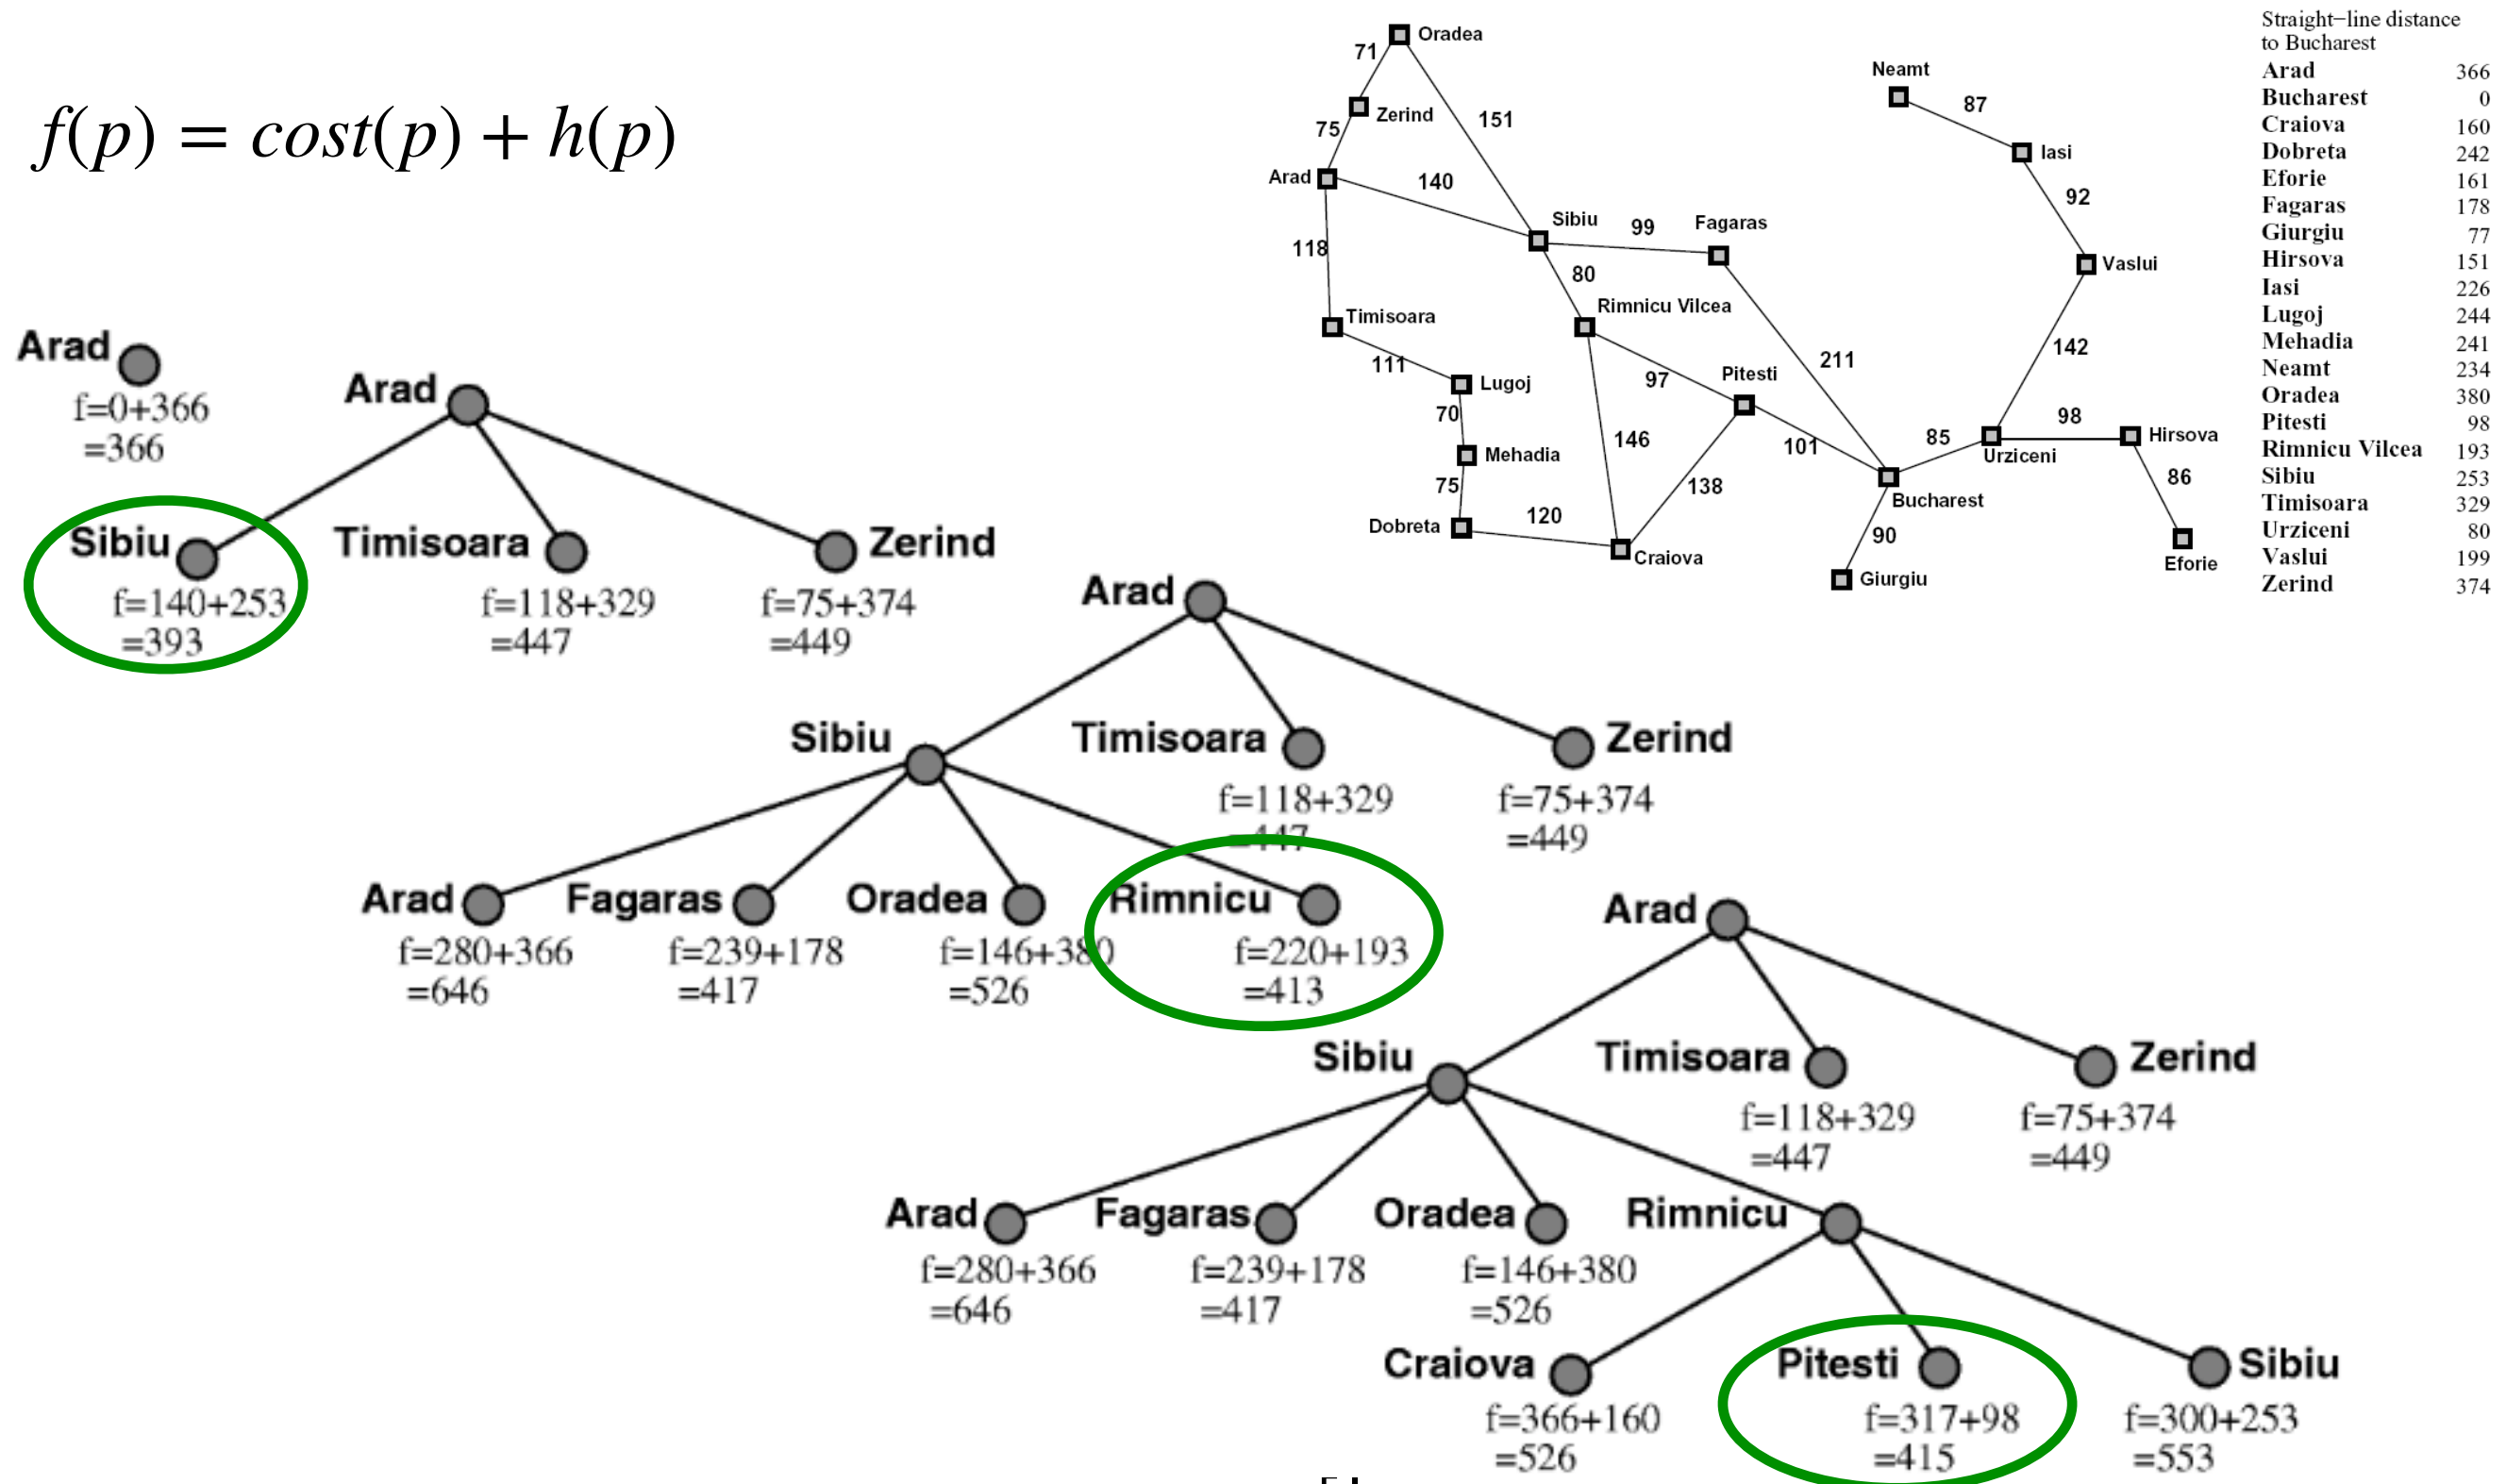 f(p) = cost(p) + h(p)
Oradea
71
Zerind
75
151
Arad
140
118
Sibiu
99
Fagaras
80
Rimnicu Vilcea
Timisoara
111
Lugoj
70
Mehadia
75
Dobreta
120
146
Craiova
138
97
Pitesti
211
101
Bucharest
90
Giurgiu
85
Urziceni
98
Hirsova
86
Eforie
142
Vaslui
92
Iasi
87
Neamt
Straight-line distance
to Bucharest
Arad 366
Bucharest 0
Craiova 160
Dobreta 242
Eforie 161
Fagaras 178
Giurgiu 77
Hirsova 151
Iasi 226
Lugoj 244
Mehadia 241
Neamt 234
Oradea 380
Pitesti 98
Rimnicu Vilcea 193
Sibiu 253
Timisoara 329
Urziceni 80
Vaslui 199
Zerind 374
Arad
f=0+366
=366
Arad
Sibiu
f=140+253
=393
Timisoara
f=118+329
=447
Zerind
f=75+374
=449
Arad
Sibiu
Timisoara
f=118+329
=447
Zerind
f=75+374
=449
Arad
f=280+366
=646
Fagaras
f=239+178
=417
Oradea
f=146+380
=526
Rimnicu
f=220+193
=413
Arad
Sibiu
Timisoara
f=118+329
=447
Zerind
f=75+374
=449
Arad
f=280+366
=646
Fagaras
f=239+178
=417
Oradea
f=146+380
=526
Rimnicu
Craiova
f=366+160
=526
Pitesti
f=317+98
=415
Sibiu
f=300+253
=553